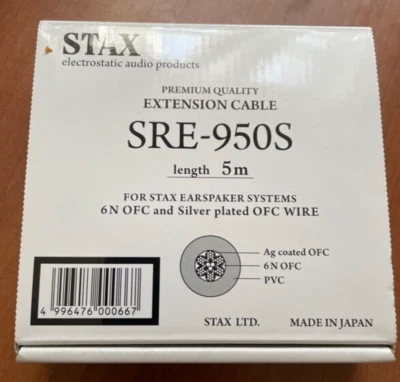 STAX
electrostatic audio products
PREMIUM QUALITY
EXTENSION CABLE
SRE-950S
length 5m
FOR STAX EARSPAKER SYSTEMS
6N OFC and Silver plated OFC WIRE
Ag coated OFC
6N OFC
PVC
4 996476 000667
STAX LTD. MADE IN JAPAN